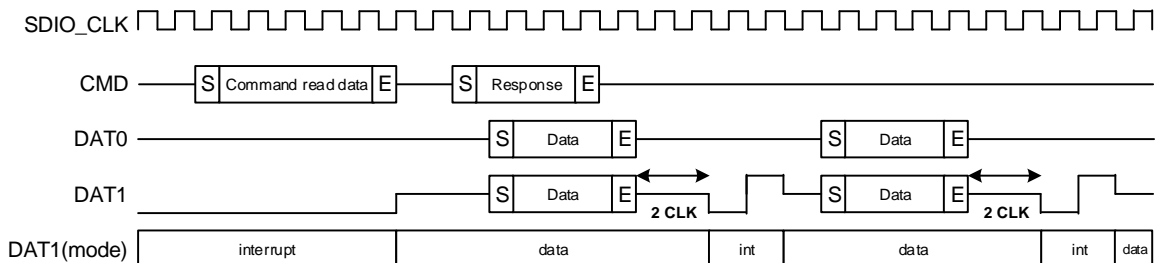 SDIO_CLK
CMD S Command read data E S Response E
DAT0 S Data E S Data E
DAT1 S Data E 2 CLK S Data E 2 CLK
DAT1(mode) interrupt data int data int data